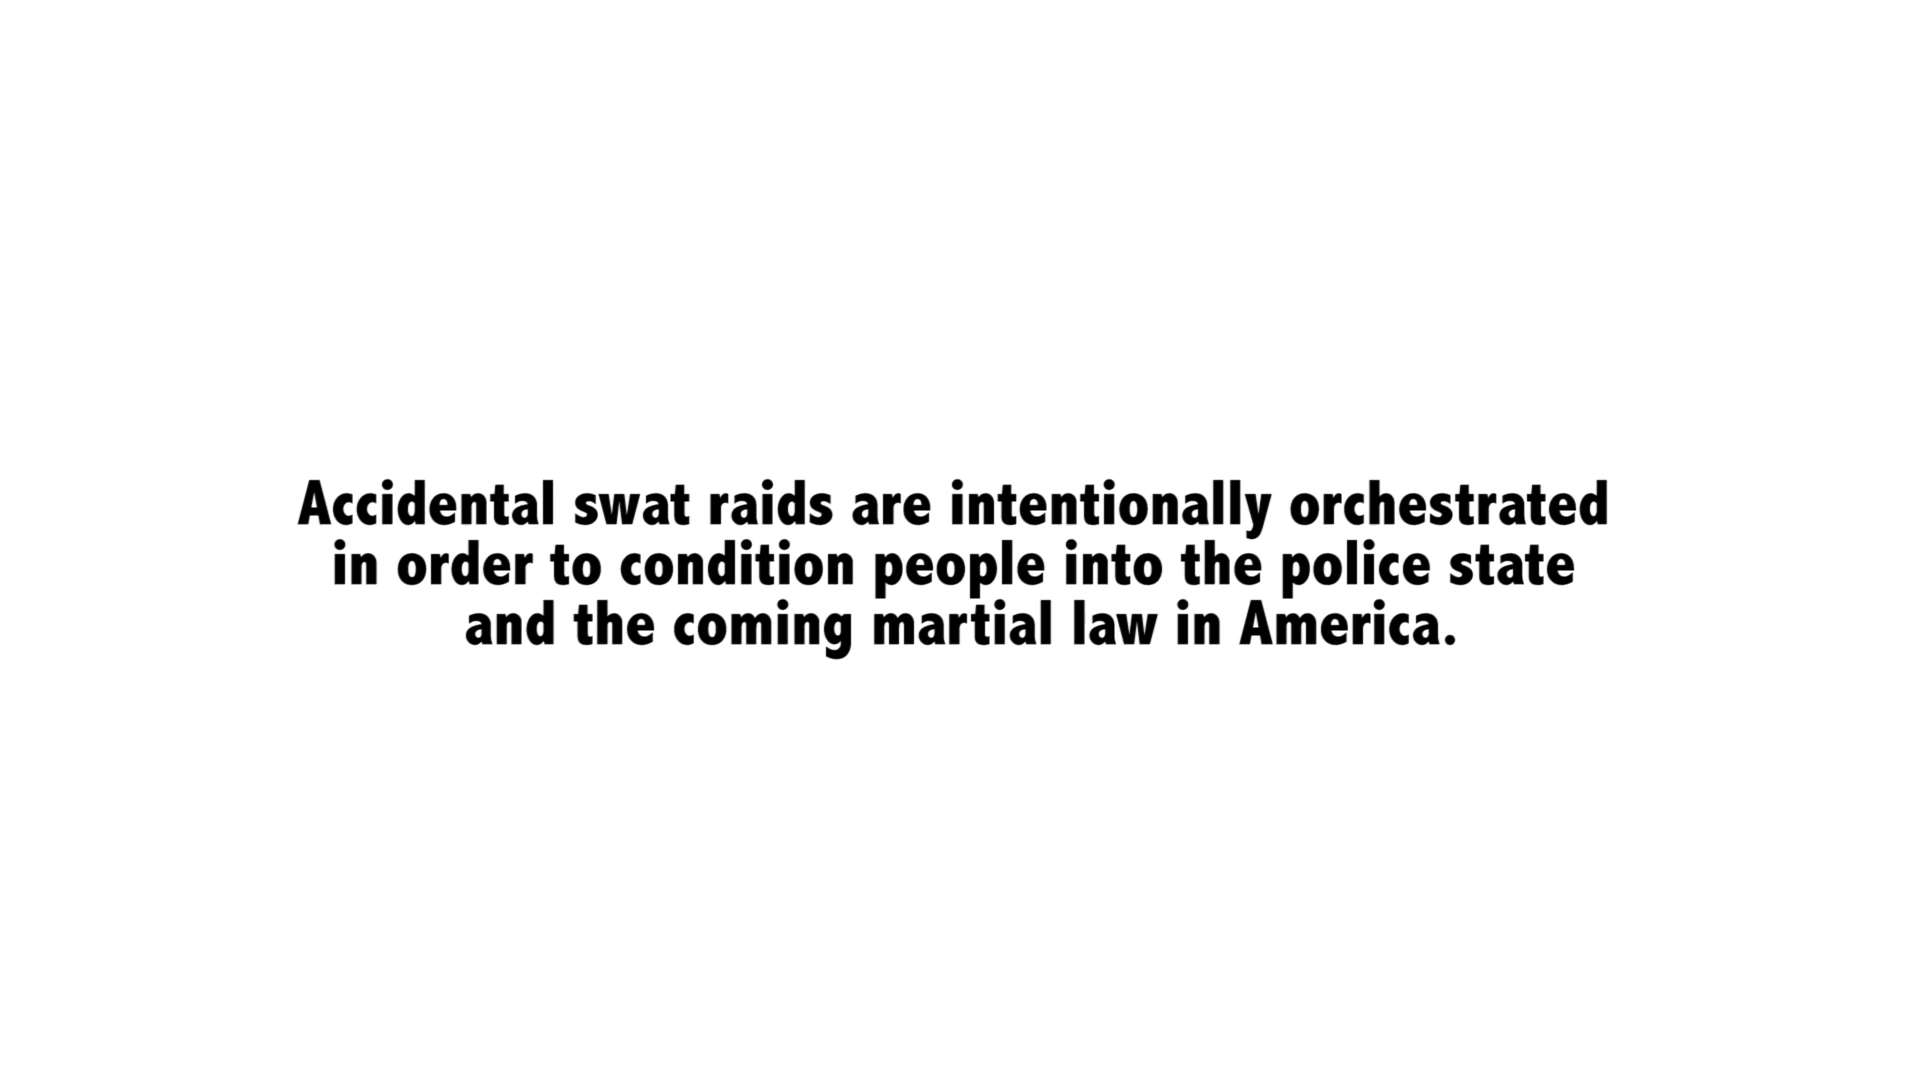 Accidental swat raids are intentionally orchestrated
in order to condition people into the police state
and the coming martial law in America.